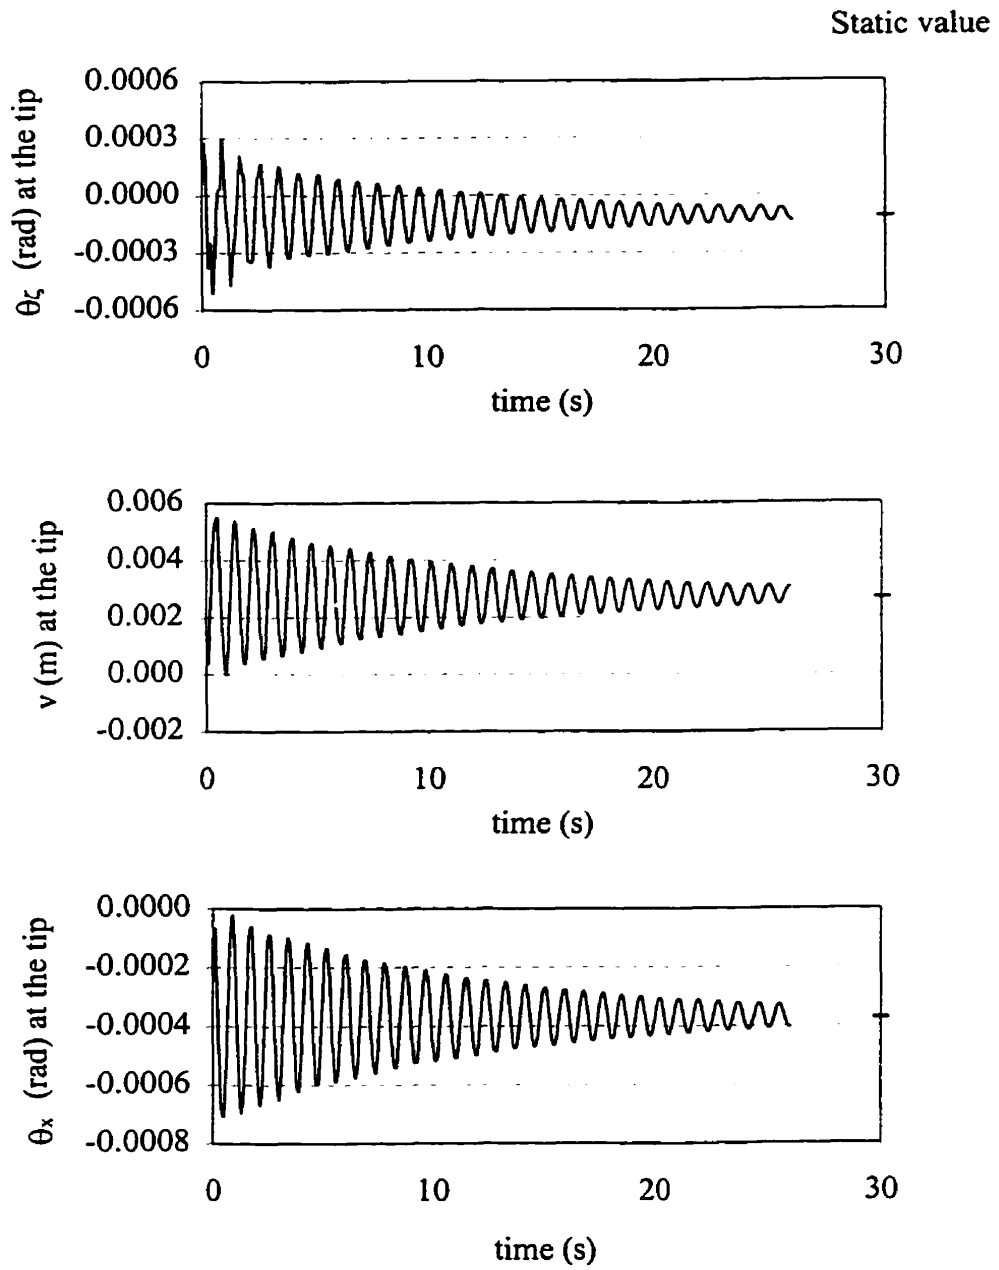 Static value
θζ (rad) at the tip
0.0006
0.0003
0.0000
-0.0003
-0.0006
0 10 20 30
time (s)
v (m) at the tip
0.006
0.004
0.002
0.000
-0.002
0 10 20 30
time (s)
θx (rad) at the tip
0.0000
-0.0002
-0.0004
-0.0006
-0.0008
0 10 20 30
time (s)